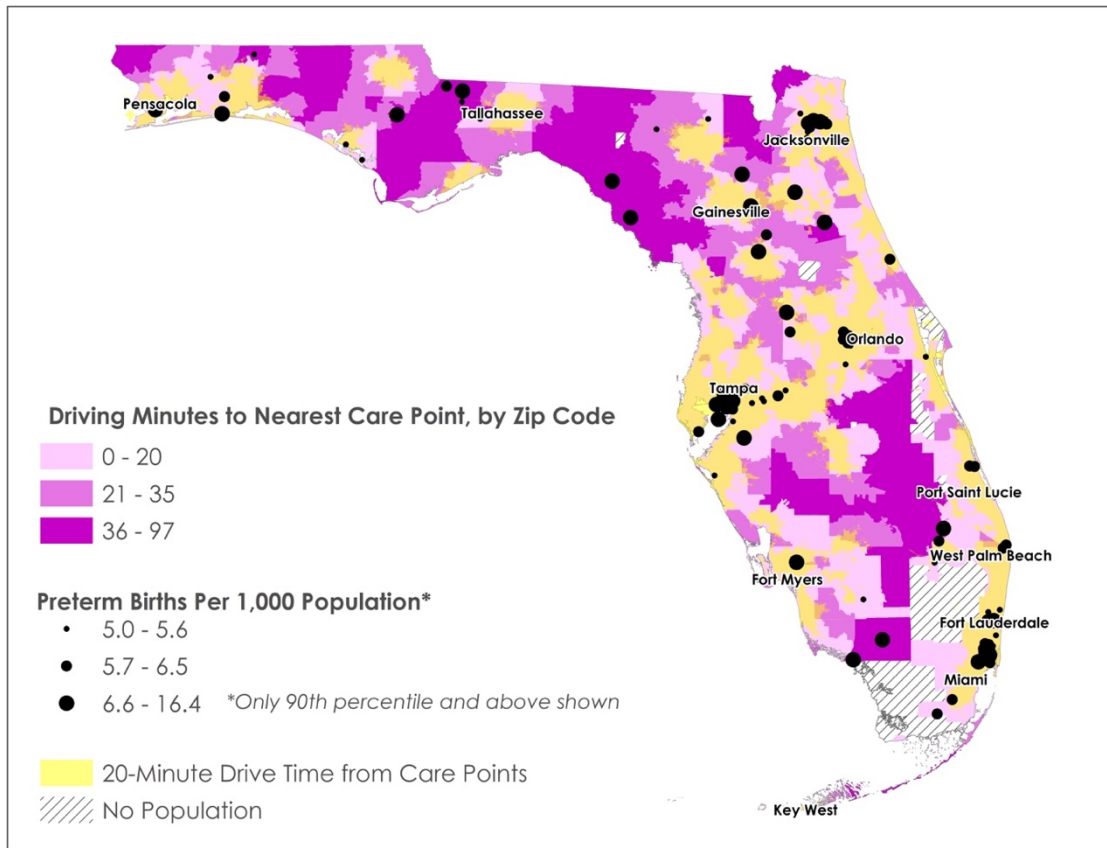 Pensacola
Tallahassee
Jacksonville
Gainesville
Orlando
Tampa
Port Saint Lucie
West Palm Beach
Fort Myers
Fort Lauderdale
Miami
Key West
Driving Minutes to Nearest Care Point, by Zip Code
0 - 20
21 - 35
36 - 97
Preterm Births Per 1,000 Population*
5.0 - 5.6
5.7 - 6.5
6.6 - 16.4 *Only 90th percentile and above shown
20-Minute Drive Time from Care Points
No Population